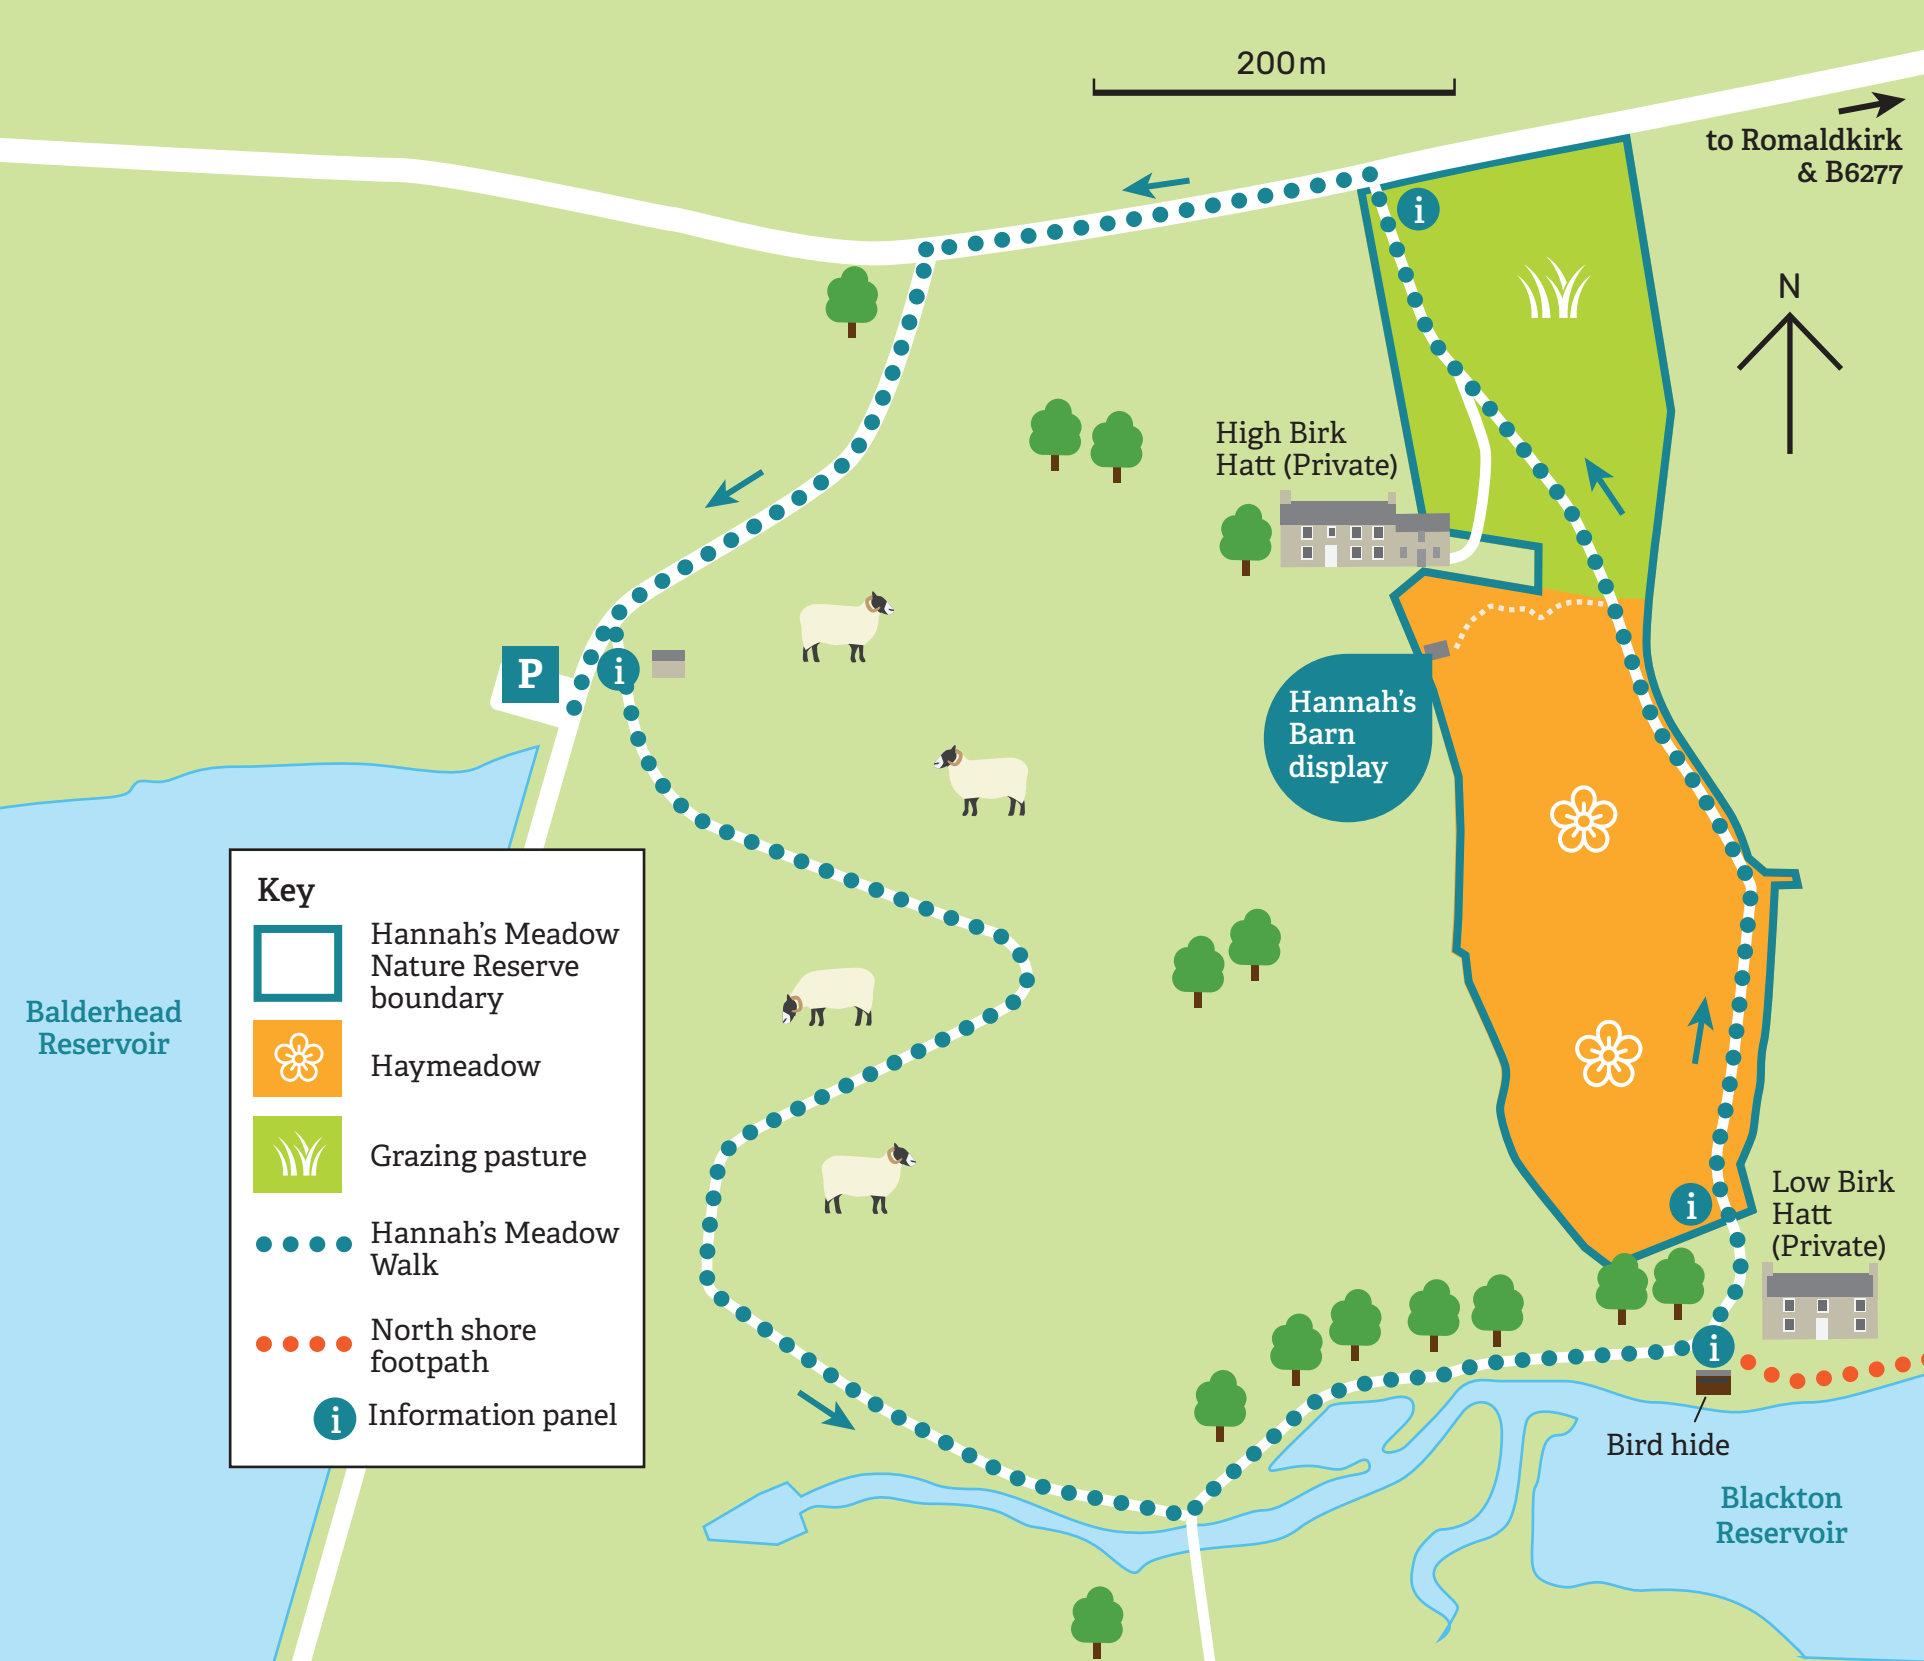 200m
to Romaldkirk
& B6277
i
N
High Birk
Hatt (Private)
P
i
Hannah's
Barn
display
Key
Hannah's Meadow
Nature Reserve
boundary
Haymeadow
Grazing pasture
Hannah's Meadow
Walk
North shore
footpath
i Information panel
Balderhead
Reservoir
i
Low Birk
Hatt
(Private)
i
Bird hide
Blackton
Reservoir